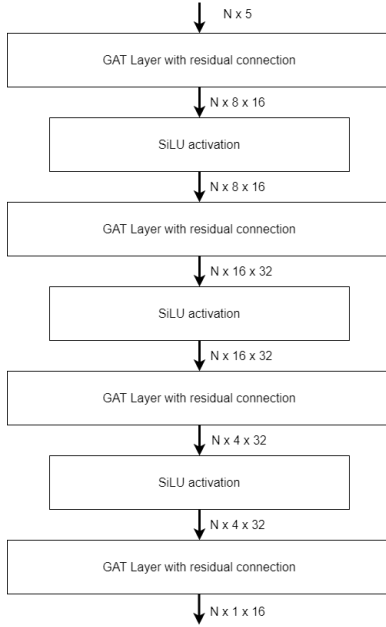 N x 5
GAT Layer with residual connection
N x 8 x 16
SiLU activation
N x 8 x 16
GAT Layer with residual connection
N x 16 x 32
SiLU activation
N x 16 x 32
GAT Layer with residual connection
N x 4 x 32
SiLU activation
N x 4 x 32
GAT Layer with residual connection
N x 1 x 16